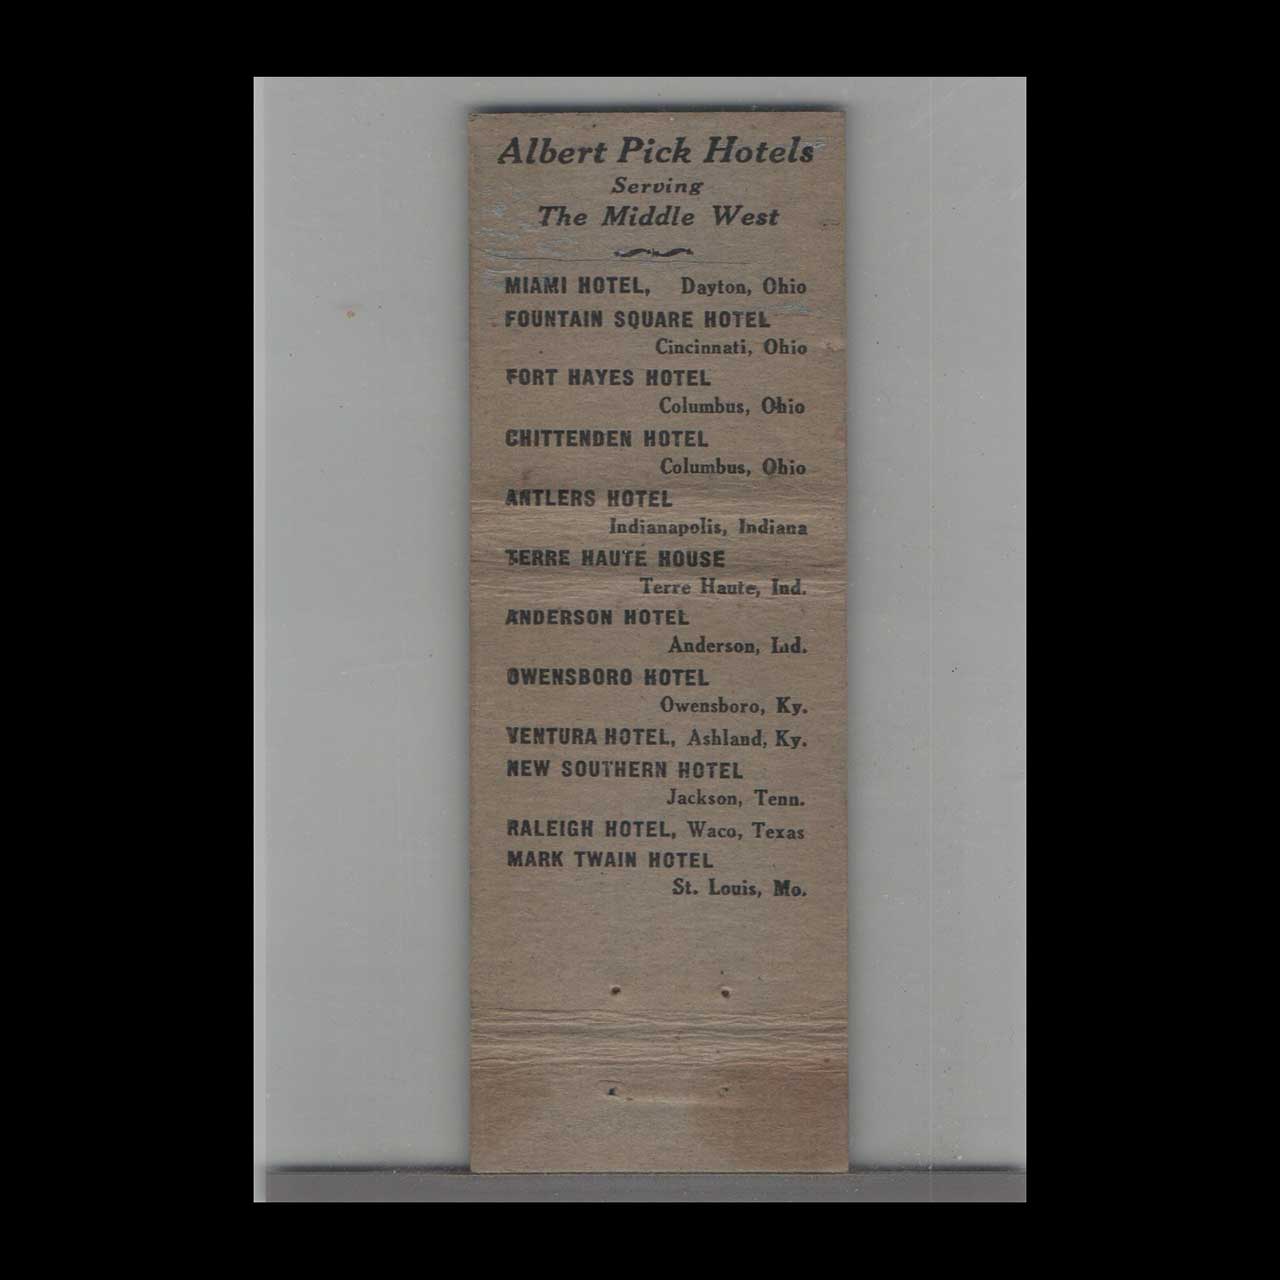 Albert Pick Hotels
Serving
The Middle West
MIAMI HOTEL, Dayton, Ohio
FOUNTAIN SQUARE HOTEL
Cincinnati, Ohio
FORT HAYES HOTEL
Columbus, Ohio
CHITTENDEN HOTEL
Columbus, Ohio
ANTLERS HOTEL
Indianapolis, Indiana
TERRE HAUTE HOUSE
Terre Haute, Ind.
ANDERSON HOTEL
Anderson, Ind.
OWENSBORO HOTEL
Owensboro, Ky.
VENTURA HOTEL, Ashland, Ky.
NEW SOUTHERN HOTEL
Jackson, Tenn.
RALEIGH HOTEL, Waco, Texas
MARK TWAIN HOTEL
St. Louis, Mo.